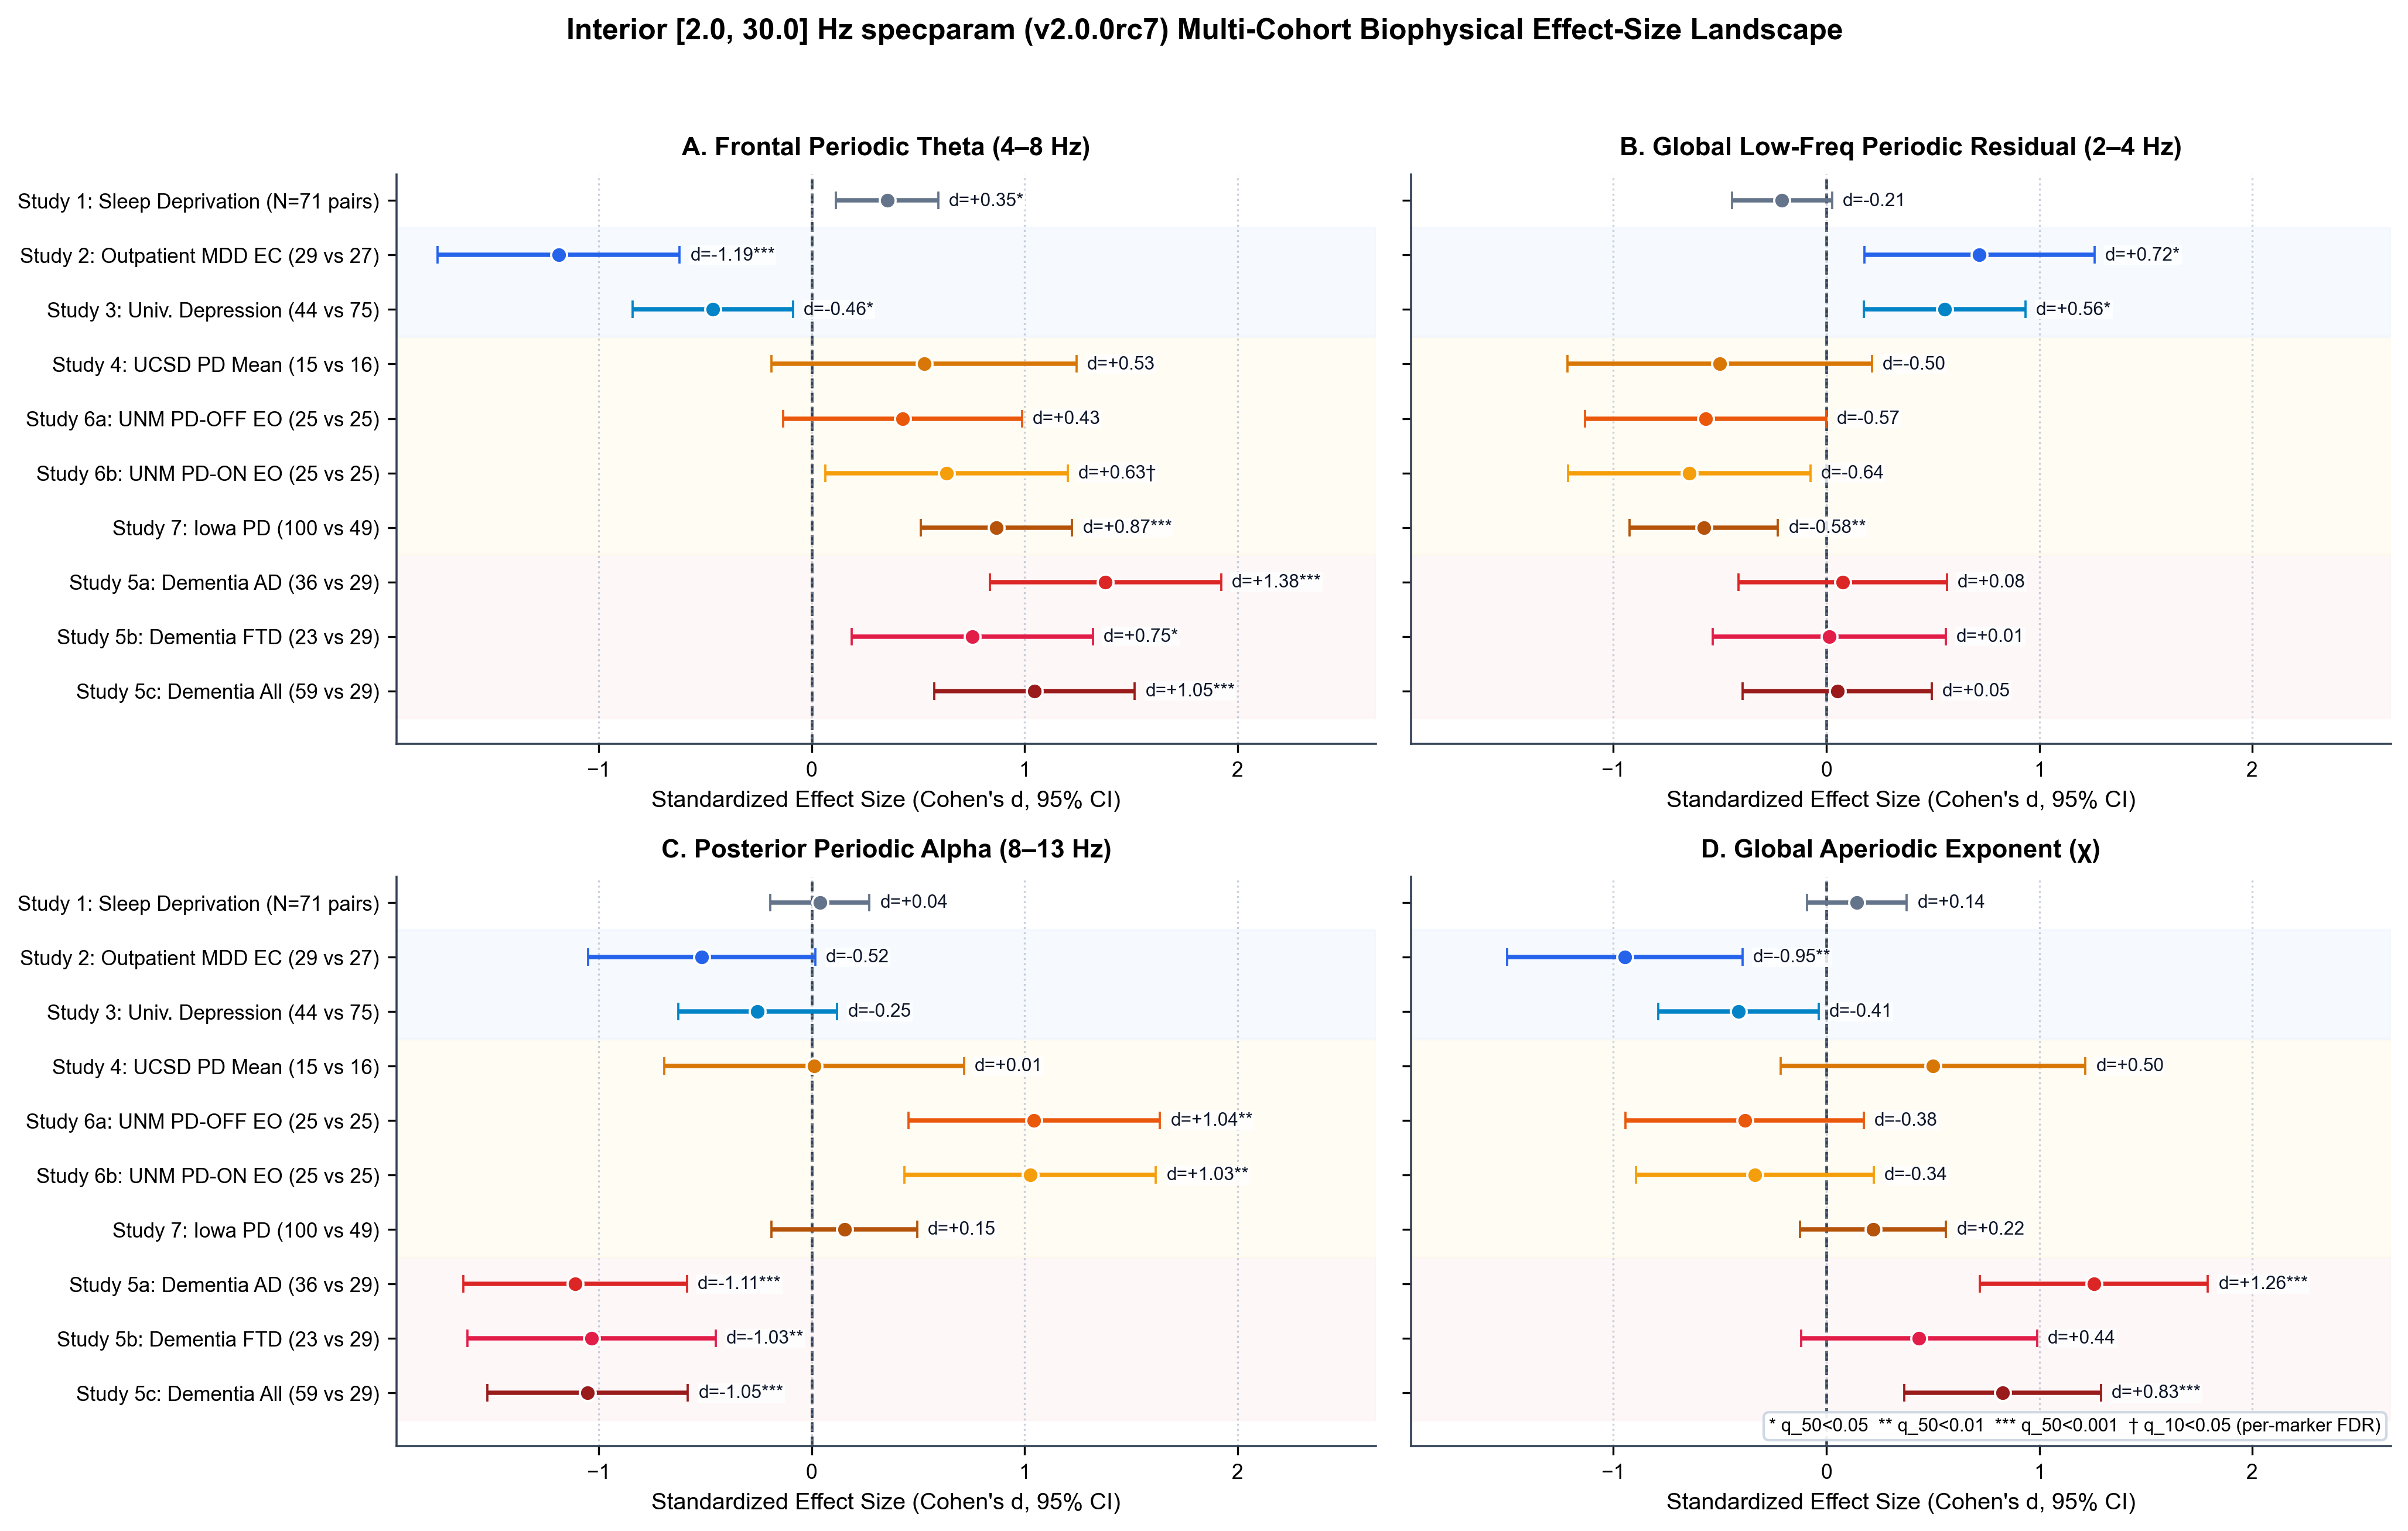 Interior [2.0, 30.0] Hz specparam (v2.0.0rc7) Multi-Cohort Biophysical Effect-Size Landscape
A. Frontal Periodic Theta (4–8 Hz)
Study 1: Sleep Deprivation (N=71 pairs)
d=+0.35*
Study 2: Outpatient MDD EC (29 vs 27)
d=-1.19***
Study 3: Univ. Depression (44 vs 75)
d=-0.46*
Study 4: UCSD PD Mean (15 vs 16)
d=+0.53
Study 6a: UNM PD-OFF EO (25 vs 25)
d=+0.43
Study 6b: UNM PD-ON EO (25 vs 25)
d=+0.63†
Study 7: Iowa PD (100 vs 49)
d=+0.87***
Study 5a: Dementia AD (36 vs 29)
d=+1.38***
Study 5b: Dementia FTD (23 vs 29)
d=+0.75*
Study 5c: Dementia All (59 vs 29)
d=+1.05***
−1 0 1 2
Standardized Effect Size (Cohen's d, 95% CI)
B. Global Low-Freq Periodic Residual (2–4 Hz)
d=-0.21
d=+0.72*
d=+0.56*
d=-0.50
d=-0.57
d=-0.64
d=-0.58**
d=+0.08
d=+0.01
d=+0.05
−1 0 1 2
Standardized Effect Size (Cohen's d, 95% CI)
C. Posterior Periodic Alpha (8–13 Hz)
Study 1: Sleep Deprivation (N=71 pairs)
d=+0.04
Study 2: Outpatient MDD EC (29 vs 27)
d=-0.52
Study 3: Univ. Depression (44 vs 75)
d=-0.25
Study 4: UCSD PD Mean (15 vs 16)
d=+0.01
Study 6a: UNM PD-OFF EO (25 vs 25)
d=+1.04**
Study 6b: UNM PD-ON EO (25 vs 25)
d=+1.03**
Study 7: Iowa PD (100 vs 49)
d=+0.15
Study 5a: Dementia AD (36 vs 29)
d=-1.11***
Study 5b: Dementia FTD (23 vs 29)
d=-1.03**
Study 5c: Dementia All (59 vs 29)
d=-1.05***
−1 0 1 2
Standardized Effect Size (Cohen's d, 95% CI)
D. Global Aperiodic Exponent (χ)
d=+0.14
d=-0.95**
d=-0.41
d=+0.50
d=-0.38
d=-0.34
d=+0.22
d=+1.26***
d=+0.44
d=+0.83***
* q_50<0.05 ** q_50<0.01 *** q_50<0.001 † q_10<0.05 (per-marker FDR)
−1 0 1 2
Standardized Effect Size (Cohen's d, 95% CI)